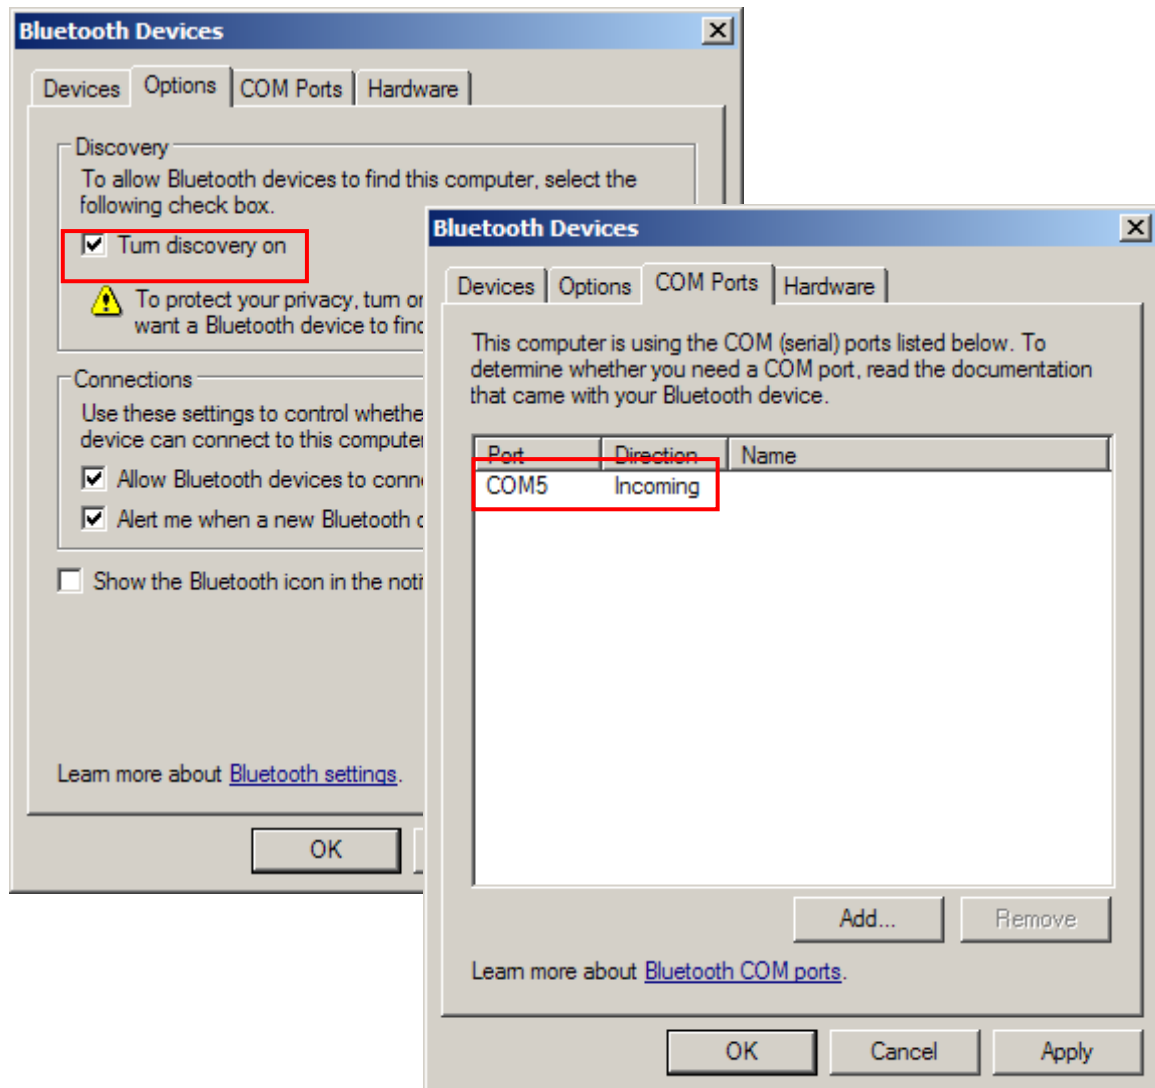 Bluetooth Devices
Devices Options COM Ports Hardware
Discovery
To allow Bluetooth devices to find this computer, select the
following check box.
Turn discovery on
To protect your privacy, turn
want a Bluetooth device to
Connections
Use these settings to control
device can connect to this
Allow Bluetooth devices to
Alert me when a new Bluetooth
Show the Bluetooth icon in the
Learn more about Bluetooth settings.
OK
Bluetooth Devices
Devices Options COM Ports Hardware
This computer is using the COM (serial) ports listed below. To
determine whether you need a COM port, read the documentation
that came with your Bluetooth device.
Port Direction Name
COM5 Incoming
Add... Remove
Learn more about Bluetooth COM ports.
OK Cancel Apply